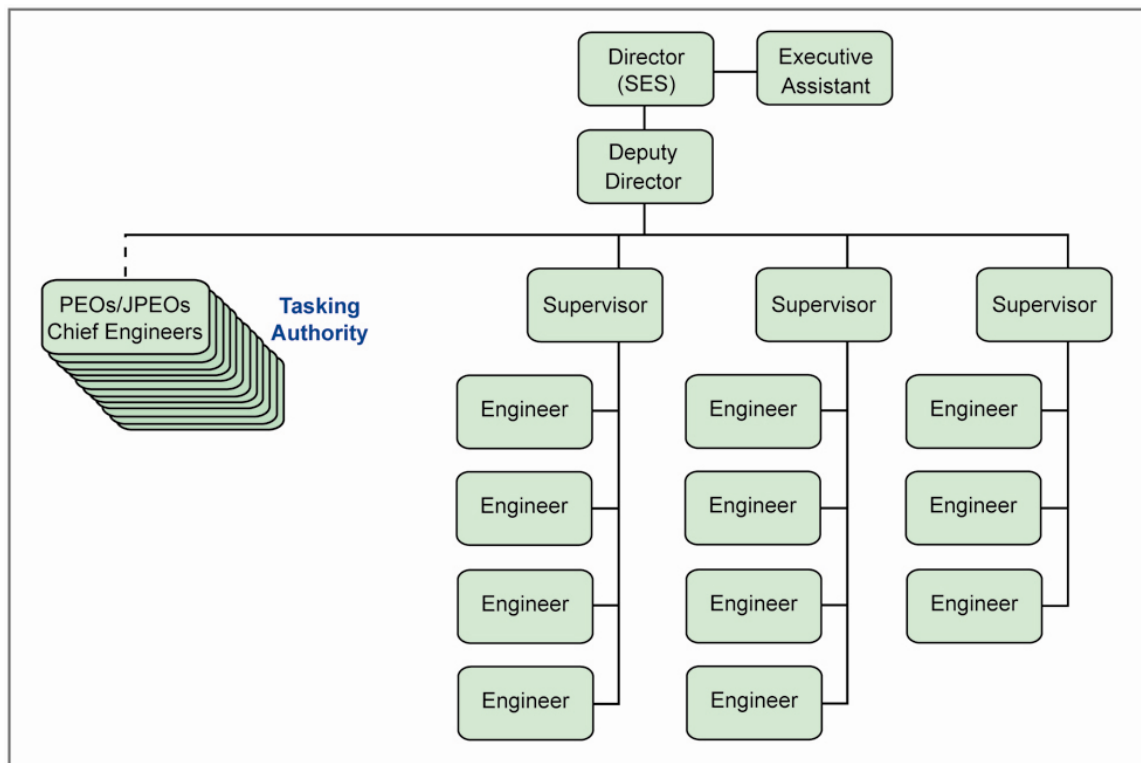 Director
(SES)
Executive
Assistant
Deputy
Director
PEOs/JPEOs
Chief Engineers
Tasking
Authority
Supervisor
Supervisor
Supervisor
Engineer
Engineer
Engineer
Engineer
Engineer
Engineer
Engineer
Engineer
Engineer
Engineer
Engineer